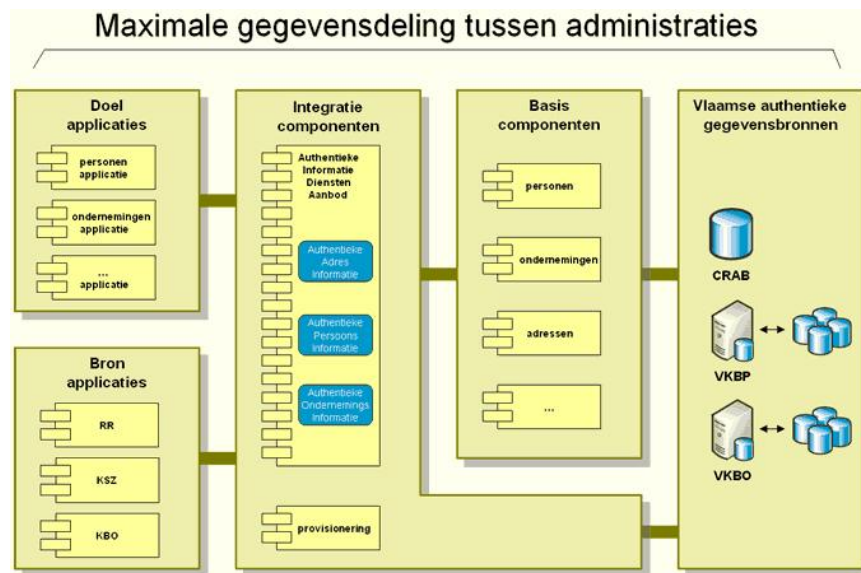 Maximale gegevensdeling tussen administraties
Doel
applicaties
personen
applicatie
ondernemingen
applicatie
...
applicatie
Bron
applicaties
RR
KSZ
KBO
Integratie
componenten
Authentieke
Informatie
Diensten
Aanbod
Authentieke
Adres
Informatie
Authentieke
Persoons
Informatie
Authentieke
Ondernemings
Informatie
provisionering
Basis
componenten
personen
ondernemingen
adressen
...
Vlaamse authentieke
gegevensbronnen
CRAB
VKBP
VKBO